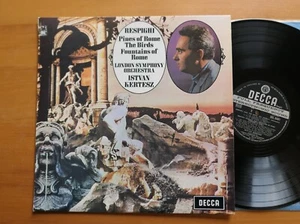 RESPIGHI
Pines of Rome
The Birds
Fountains of
Rome
LONDON SYMPHONY
ORCHESTRA
ISTVAN
KERTESZ
DECCA
DECCA